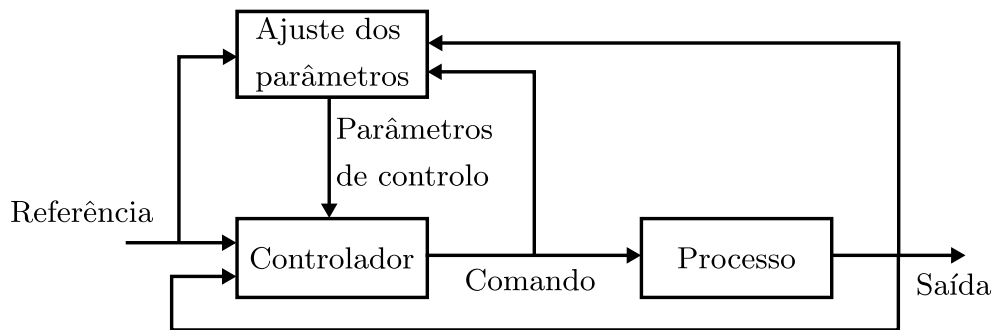 Ajuste dos
parâmetros
Parâmetros
de controlo
Referência
Controlador
Comando
Processo
Saída